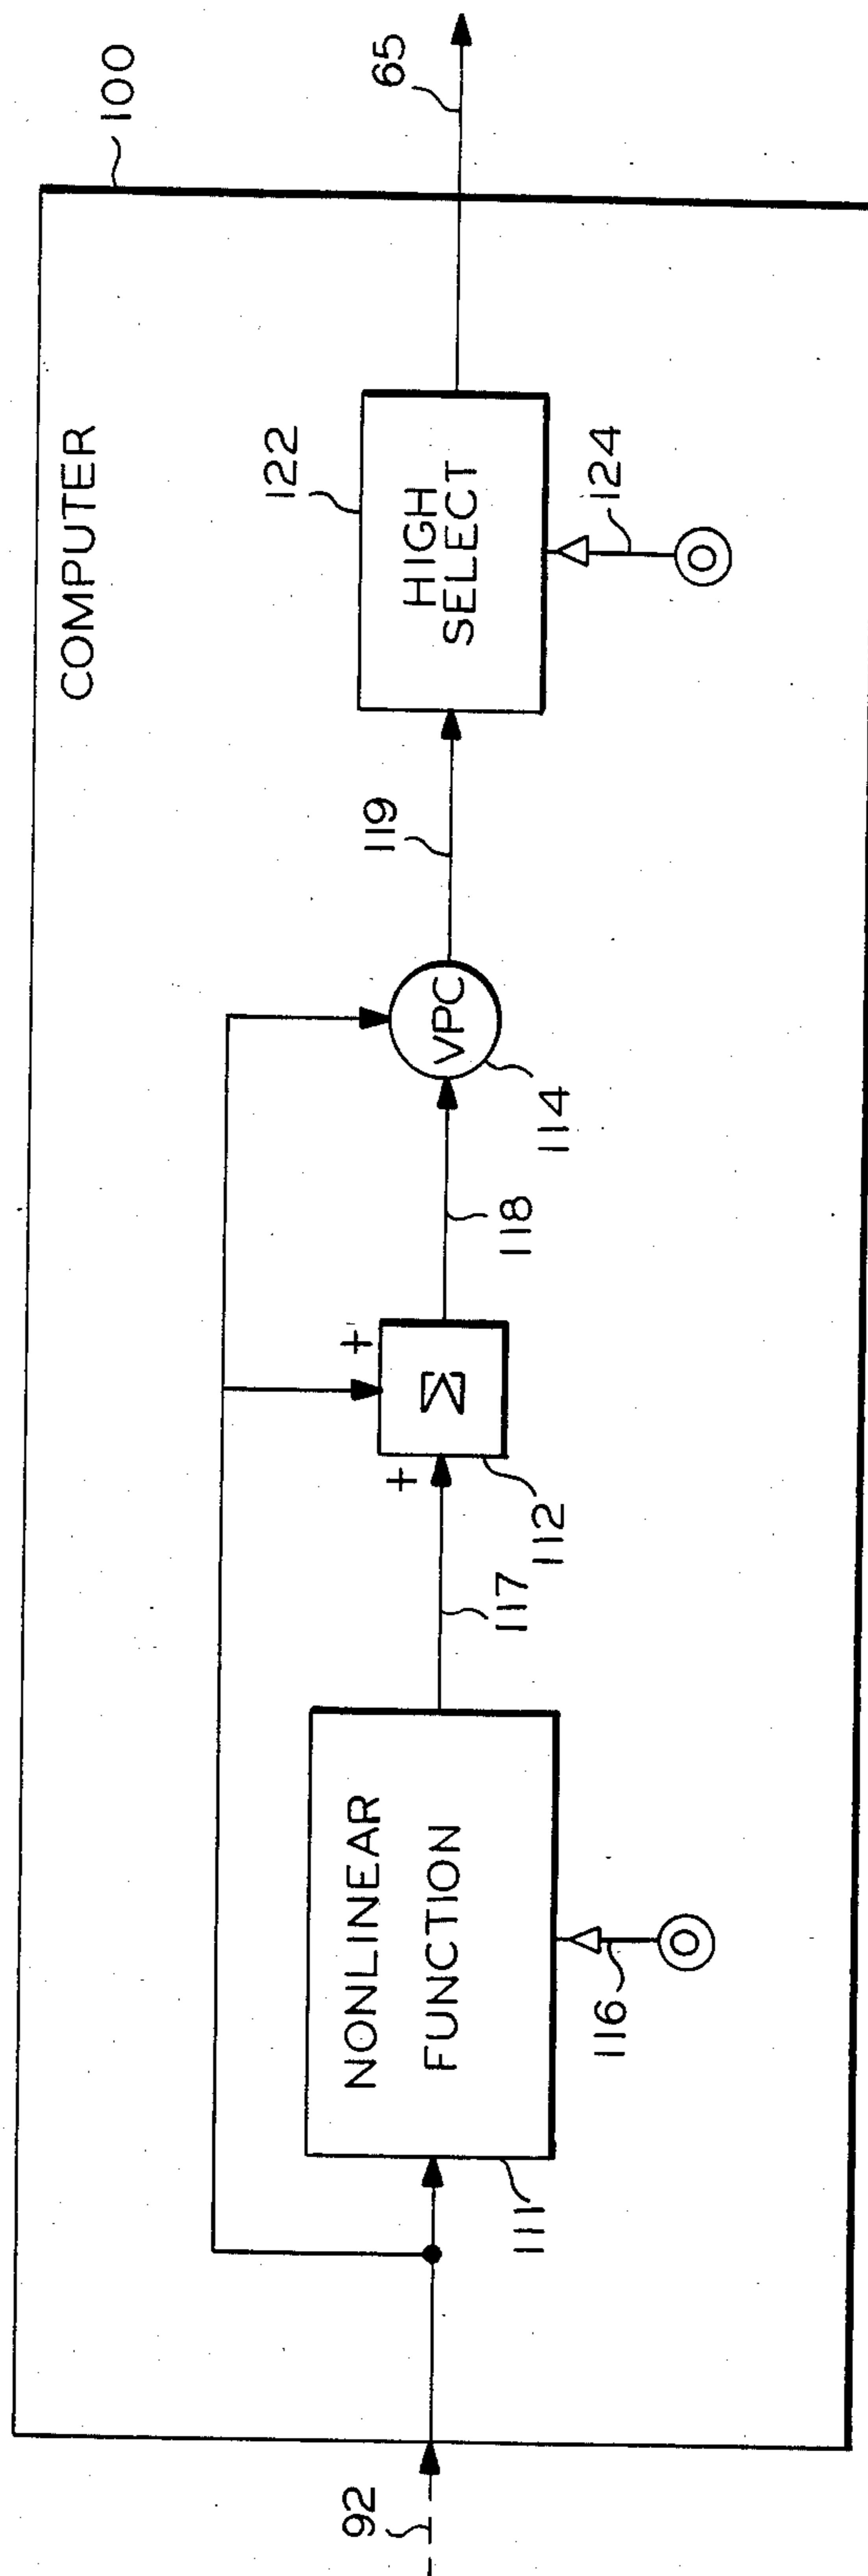 COMPUTER
100
92
111
NONLINEAR
FUNCTION
116
117
+
+
Σ
112
118
VPC
114
119
122
HIGH
SELECT
124
65